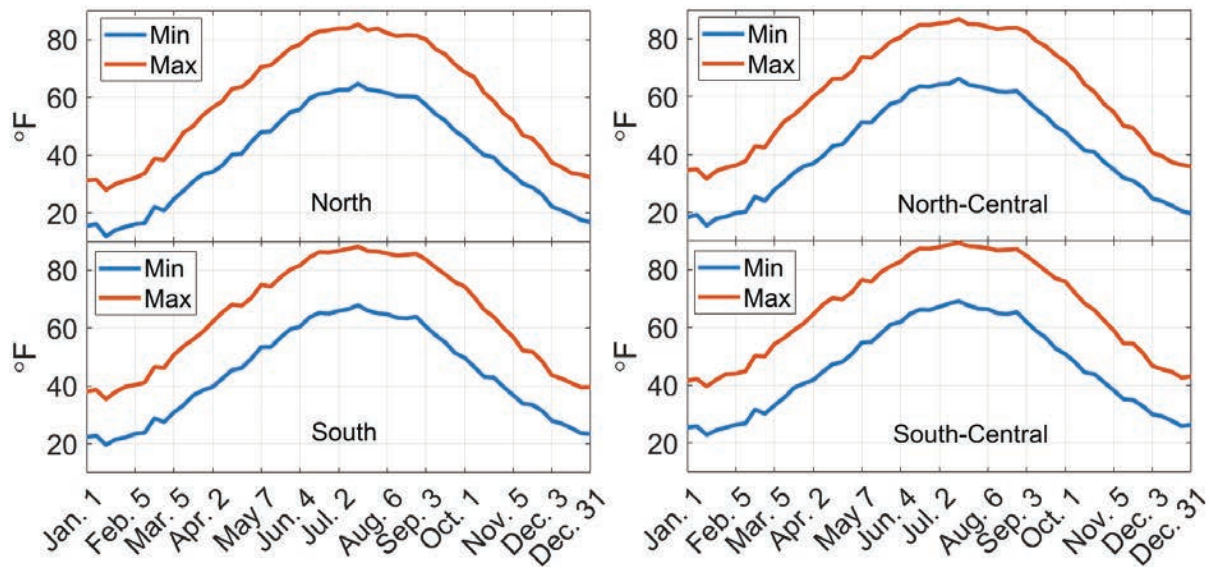 80
60
40
20
°F
Min
Max
North
Min
Max
North-Central
80
60
40
20
°F
80
60
40
20
°F
Min
Max
South
80
60
40
20
°F
Min
Max
South-Central
Jan. 1
Feb. 5
Mar. 5
Apr. 2
May 7
Jun. 4
Jul. 2
Aug. 6
Sep. 3
Oct. 1
Nov. 5
Dec. 3
Dec. 31
Jan. 1
Feb. 5
Mar. 5
Apr. 2
May 7
Jun. 4
Jul. 2
Aug. 6
Sep. 3
Oct. 1
Nov. 5
Dec. 3
Dec. 31